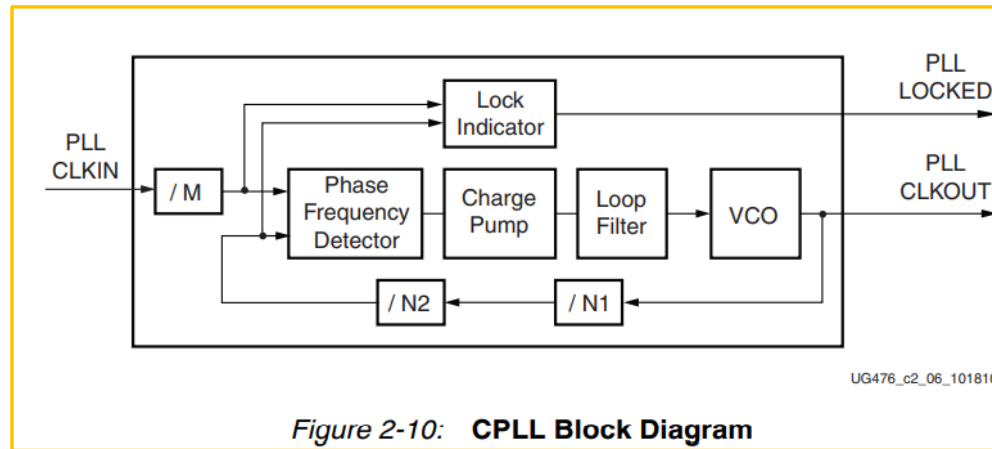 PLL
LOCKED
Lock
Indicator
PLL
CLKIN
PLL
CLKOUT
/ M
Phase
Frequency
Detector
Charge
Pump
Loop
Filter
VCO
/ N2
/ N1
UG476_c2_06_101810
Figure 2-10: CPLL Block Diagram